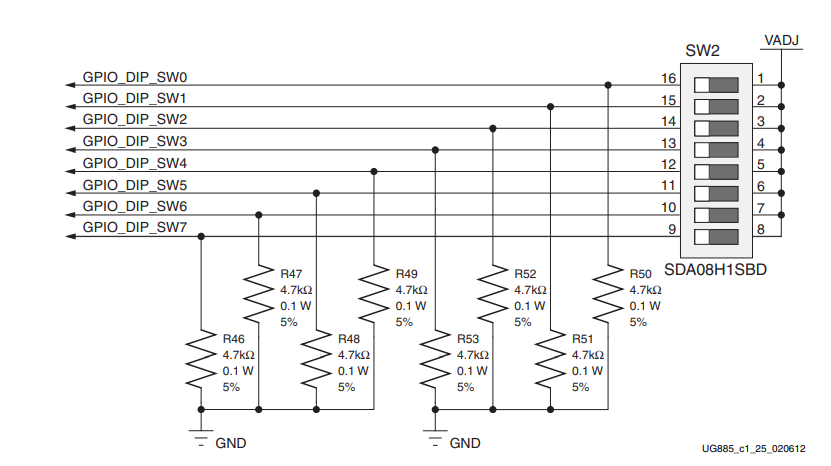 VADJ
SW2
GPIO_DIP_SW0 16 1
GPIO_DIP_SW1 15 2
GPIO_DIP_SW2 14 3
GPIO_DIP_SW3 13 4
GPIO_DIP_SW4 12 5
GPIO_DIP_SW5 11 6
GPIO_DIP_SW6 10 7
GPIO_DIP_SW7 9 8
SDA08H1SBD
R47
4.7kΩ
0.1 W
5%
R49
4.7kΩ
0.1 W
5%
R52
4.7kΩ
0.1 W
5%
R50
4.7kΩ
0.1 W
5%
R46
4.7kΩ
0.1 W
5%
R48
4.7kΩ
0.1 W
5%
R53
4.7kΩ
0.1 W
5%
R51
4.7kΩ
0.1 W
5%
GND
GND
UG885_c1_25_020612